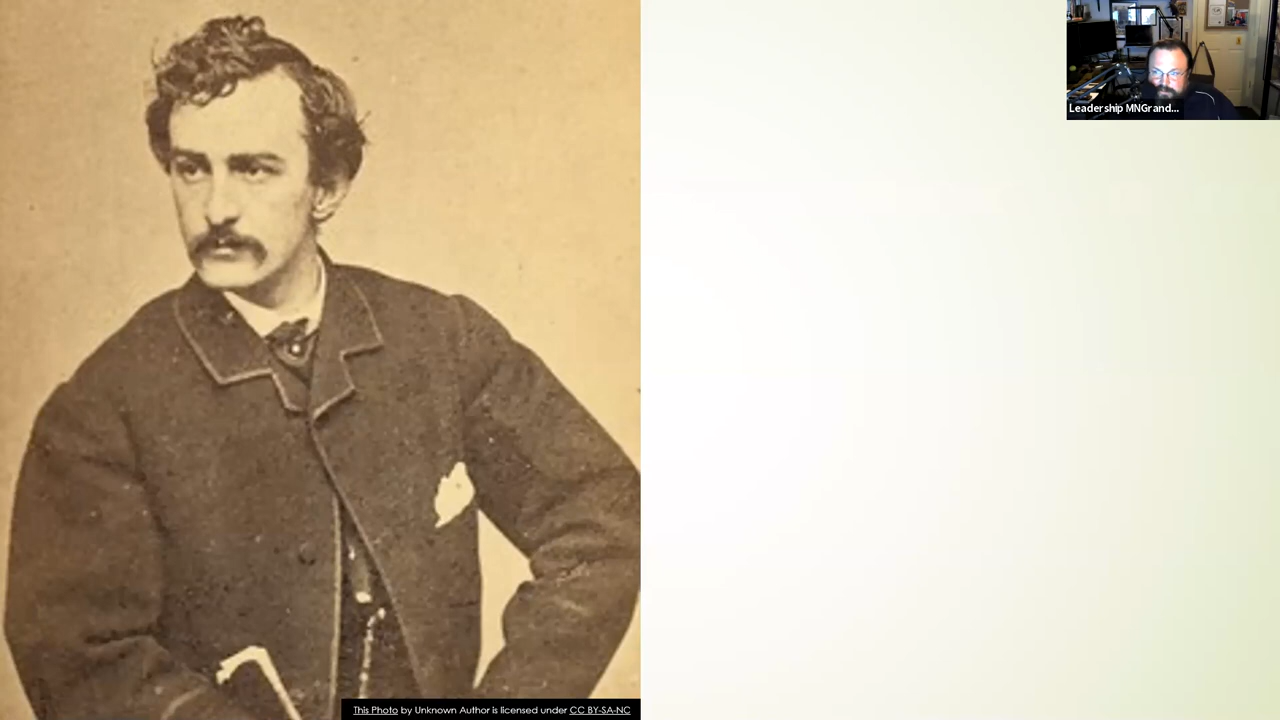 Leadership MNGrand...
This Photo by Unknown Author is licensed under CC BY-SA-NC